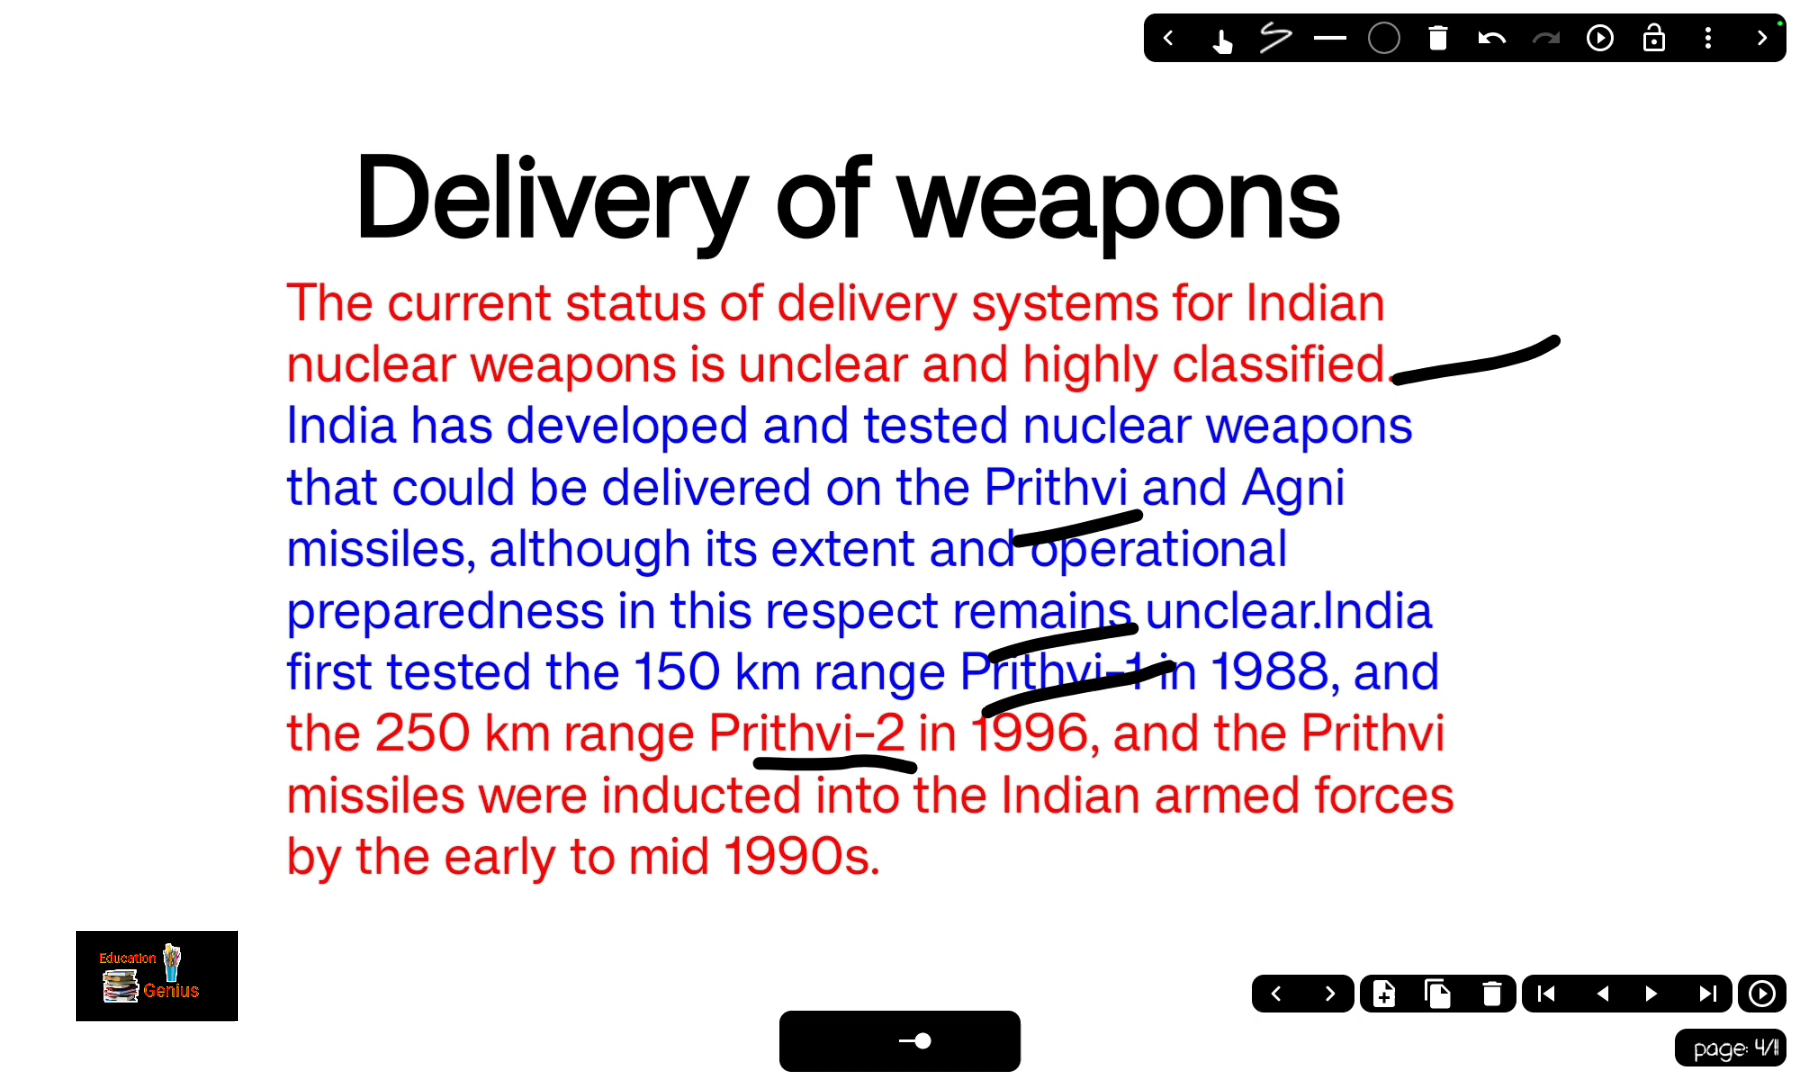 Delivery of weapons
The current status of delivery systems for Indian
nuclear weapons is unclear and highly classified.
India has developed and tested nuclear weapons
that could be delivered on the Prithvi and Agni
missiles, although its extent and operational
preparedness in this respect remains unclear.India
first tested the 150 km range Prithvi-1 in 1988, and
the 250 km range Prithvi-2 in 1996, and the Prithvi
missiles were inducted into the Indian armed forces
by the early to mid 1990s.
Education
Genius
page: 4/11